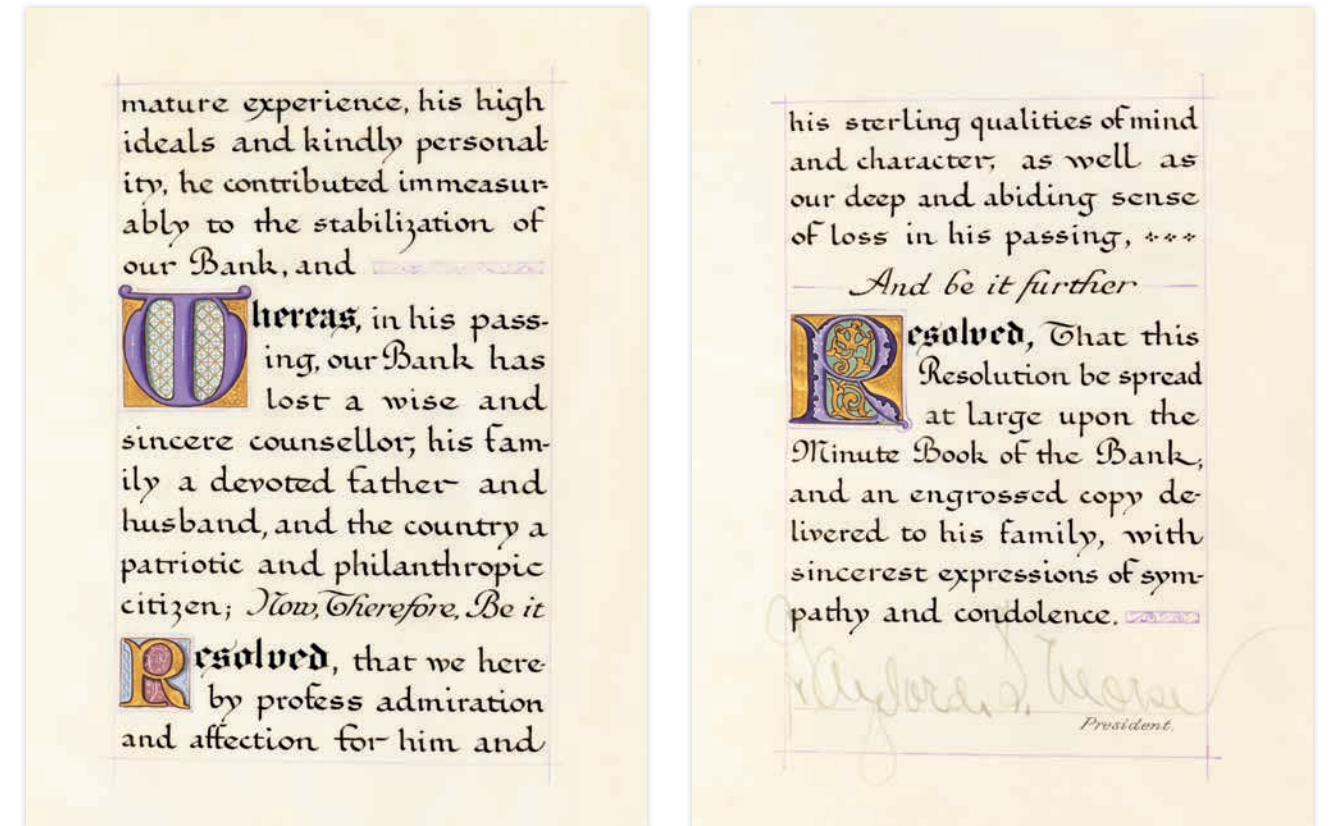 mature experience, his high
ideals and kindly personal-
ity, he contributed immeasur-
ably to the stabilization of
our Bank, and
Whereas, in his pass-
ing, our Bank has
lost a wise and
sincere counsellor, his fam-
ily a devoted father and
husband, and the country a
patriotic and philanthropic
citizen; Now, Therefore, Be it
Resolved, that we here-
by profess admiration
and affection for him and
his sterling qualities of mind
and character, as well as
our deep and abiding sense
of loss in his passing,
And be it further
Resolved, That this
Resolution be spread
at large upon the
Minute Book of the Bank,
and an engrossed copy de-
livered to his family, with
sincerest expressions of sym-
pathy and condolence.
President.